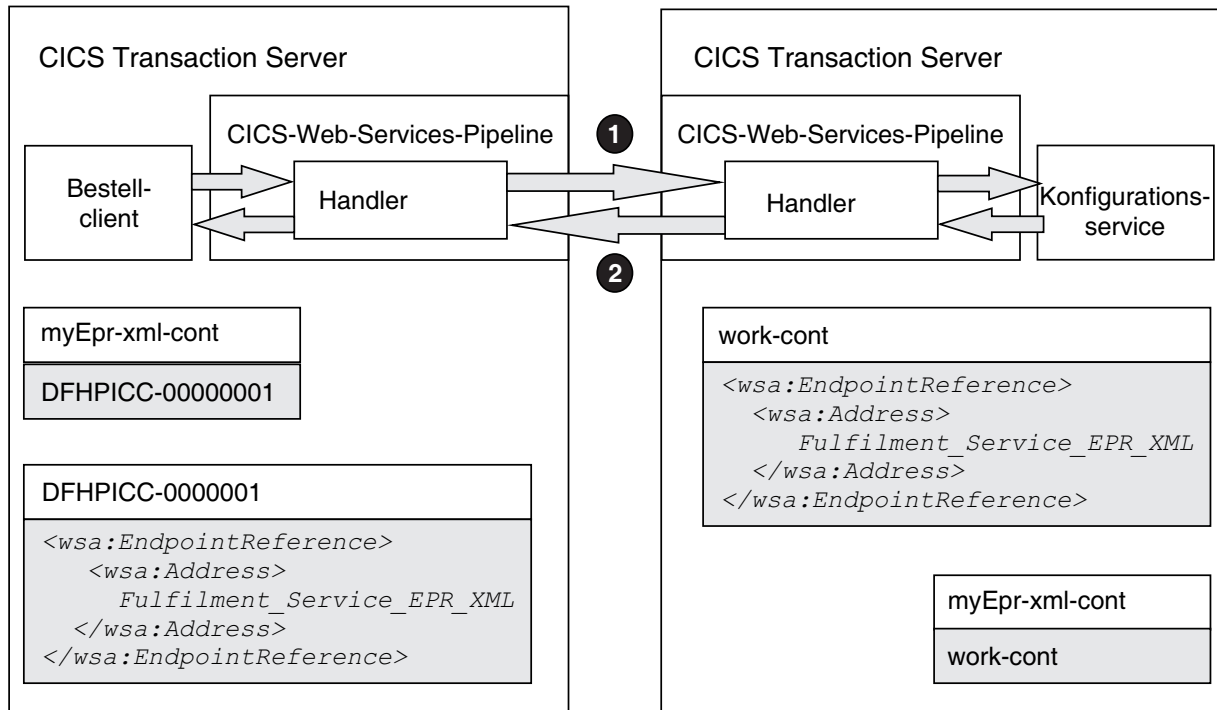 CICS Transaction Server
CICS-Web-Services-Pipeline
Bestell-
client
Handler
1
2
CICS Transaction Server
CICS-Web-Services-Pipeline
Handler
Konfigurations-
service
myEpr-xml-cont
DFHPICC-00000001
DFHPICC-0000001
<wsa:EndpointReference>
<wsa:Address>
Fulfilment_Service_EPR_XML
</wsa:Address>
</wsa:EndpointReference>
work-cont
<wsa:EndpointReference>
<wsa:Address>
Fulfilment_Service_EPR_XML
</wsa:Address>
</wsa:EndpointReference>
myEpr-xml-cont
work-cont